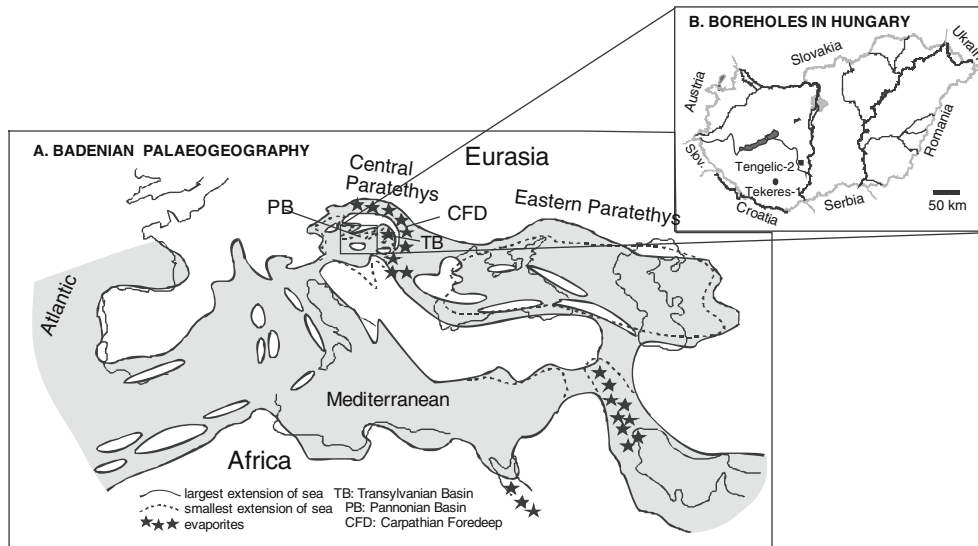 B. BOREHOLES IN HUNGARY
Slovakia
Ukrain
Austria
Romania
Slov.
Tengelic-2
Tekeres-1
Croatia
Serbia
50 km
A. BADENIAN PALAEOGEOGRAPHY
Central
Paratethys
Eurasia
PB
CFD
Eastern Paratethys
TB
Atlantic
Mediterranean
Africa
largest extension of sea TB: Transylvanian Basin
smallest extension of sea PB: Pannonian Basin
evaporites CFD: Carpathian Foredeep